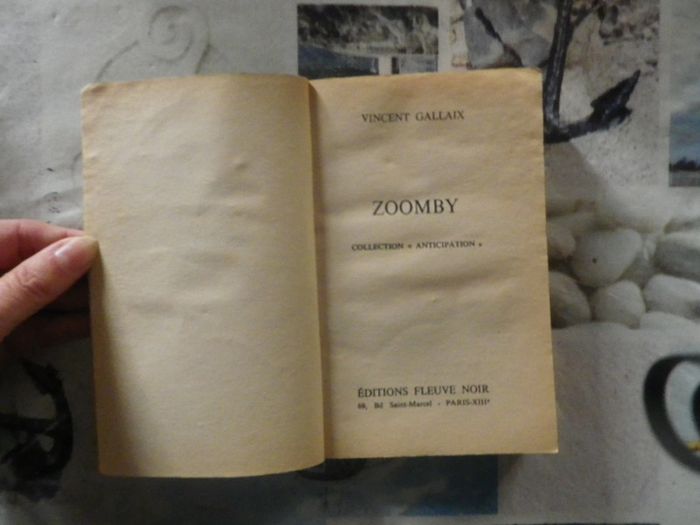 VINCENT GALLAIX
ZOOMBY
COLLECTION « ANTICIPATION »
ÉDITIONS FLEUVE NOIR
69, Bd Saint-Marcel - PARIS-XIIIᵉ